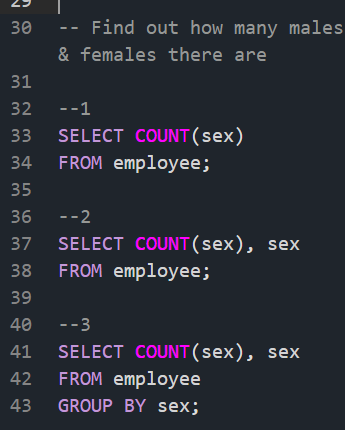 29
30 -- Find out how many males
& females there are
31
32 --1
33 SELECT COUNT(sex)
34 FROM employee;
35
36 --2
37 SELECT COUNT(sex), sex
38 FROM employee;
39
40 --3
41 SELECT COUNT(sex), sex
42 FROM employee
43 GROUP BY sex;